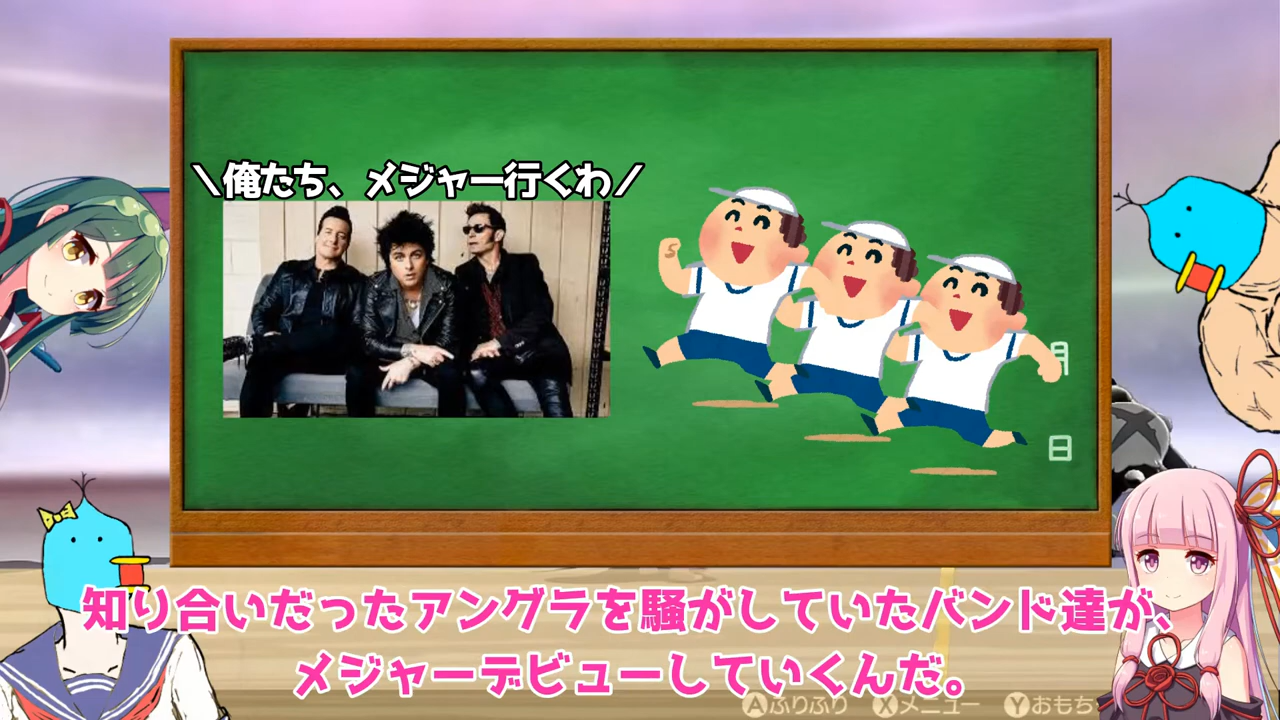 \俺たち、メジャー行くわ/
月
日
知り合いだったアングラを騒がしていたバンド達が、
メジャーデビューしていくんだ。
Aふりふり Xメニュー Yおもち